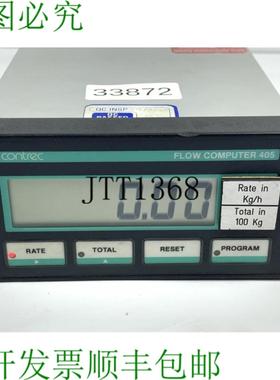 图必究
33872
QC INSP
contrec
FLOW COMPUTER 405
0.00
JTT1368
Rate in
Kg/h
Total in
100 Kg
RATE
TOTAL
RESET
PROGRAM
开发票顺丰包邮